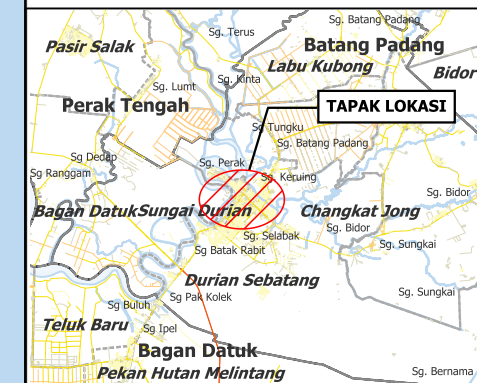 Sg. Batang Padang
Sg. Terus
Pasir Salak
Batang Padang
Labu Kubong
Bidor
Sg. Kinta
Sg. Lumt
Perak Tengah
TAPAK LOKASI
Sg Tungku
Sg. Batang Padang
Sg Dedap
Sg. Perak
Sg Ranggam
Sg. Keruing
Sg. Bidor
Bagan Datuk
Sungai Durian
Changkat Jong
Sg. Bidor
Sg. Selabak
Sg. Sungkai
Sg Batak Rabit
Durian Sebatang
Sg. Sungkai
Sg Pak Kolek
Sg Buluh
Teluk Baru
Sg Ipel
Bagan Datuk
Pekan Hutan Melintang
Sg. Bernama